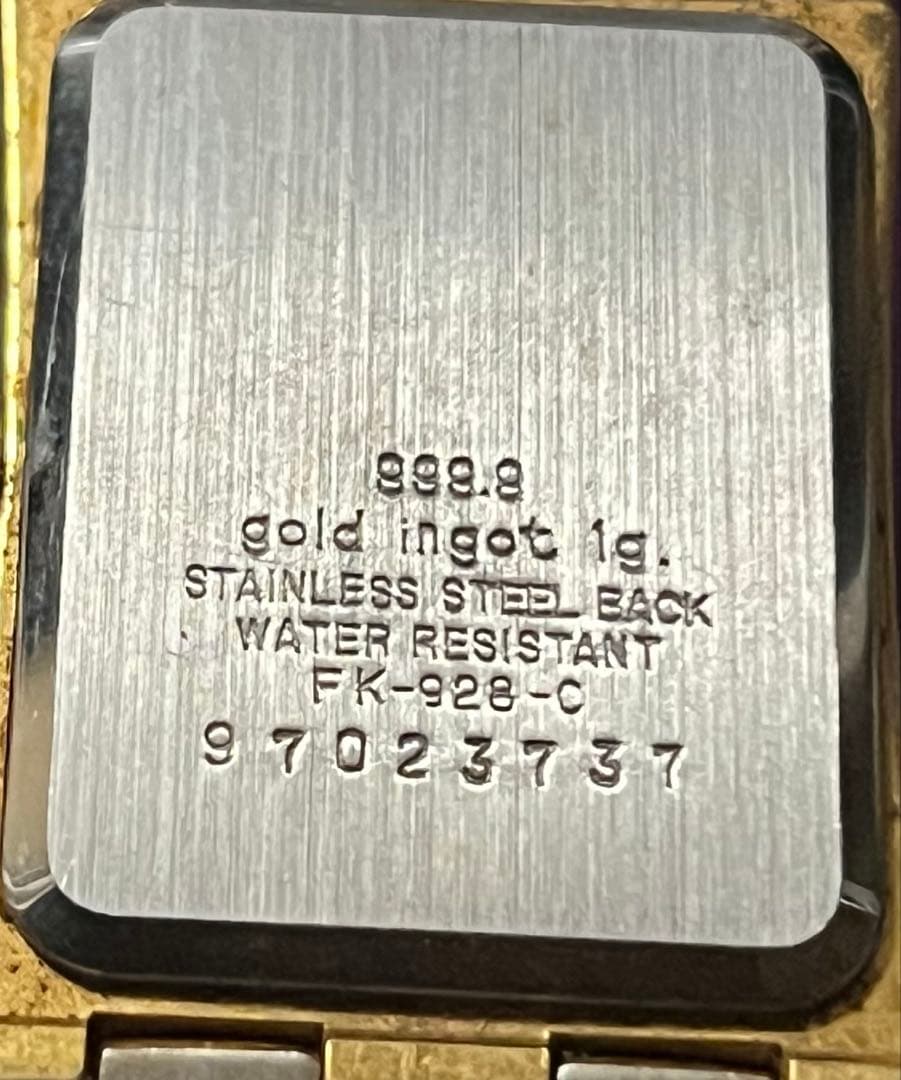 999.9
gold ingot 1g.
STAINLESS STEEL BACK
WATER RESISTANT
FK-928-C
97023737